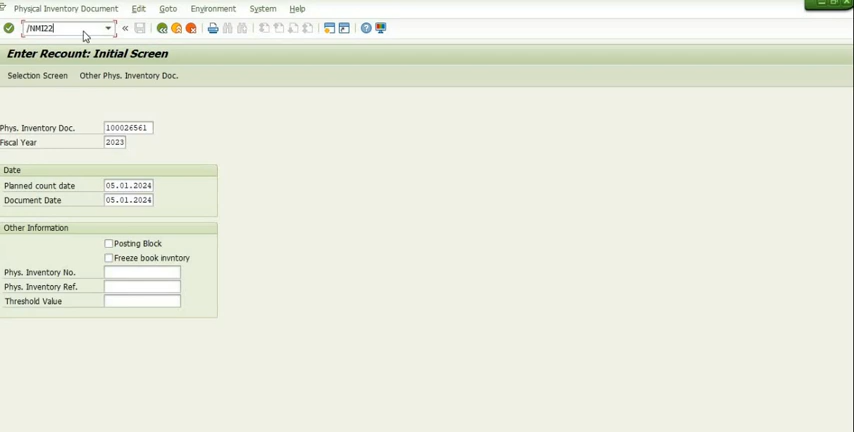 Physical Inventory Document Edit Goto Environment System Help
/NMI22
Enter Recount: Initial Screen
Selection Screen Other Phys. Inventory Doc.
Phys. Inventory Doc. 100026561
Fiscal Year 2023
Date
Planned count date 05.01.2024
Document Date 05.01.2024
Other Information
Posting Block
Freeze book invntory
Phys. Inventory No.
Phys. Inventory Ref.
Threshold Value